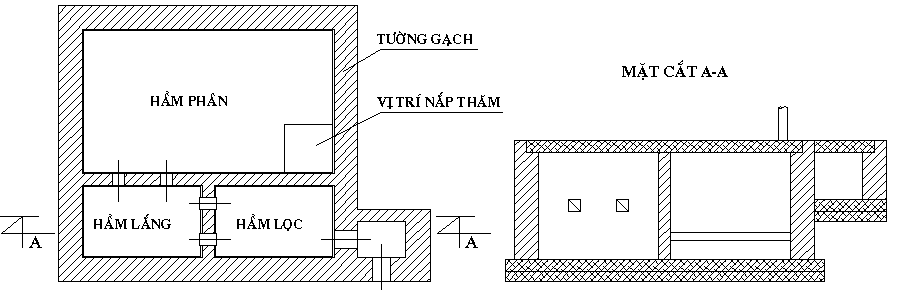 TƯỜNG GẠCH
MẶT CẮT A-A
HẦM PHÂN
VỊ TRÍ NẮP THĂM
HẦM LẮNG
HẦM LỌC
A
A